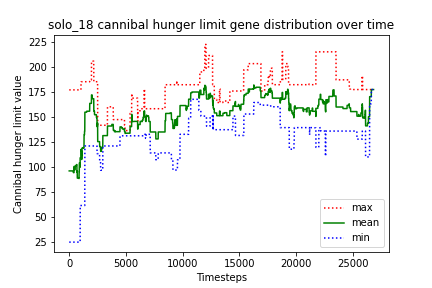 solo_18 cannibal hunger limit gene distribution over time
Cannibal hunger limit value
225
200
175
150
125
100
75
50
25
0
5000
10000
15000
20000
25000
Timesteps
max
mean
min